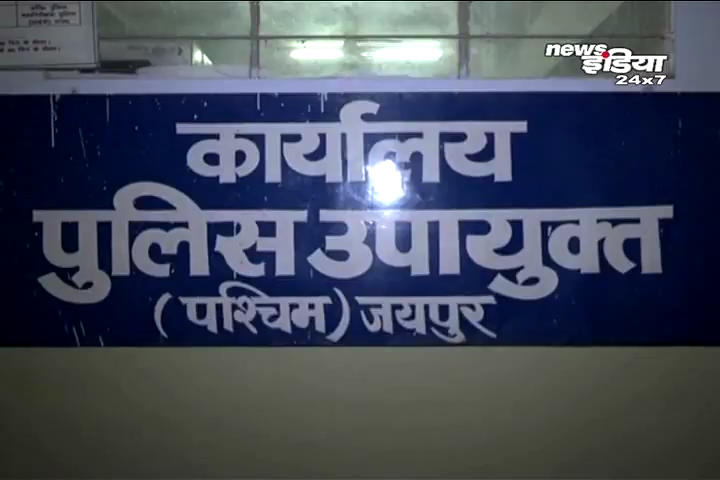 news
इंडिया
24x7
कार्यालय
पुलिस उपायुक्त
(पश्चिम) जयपुर